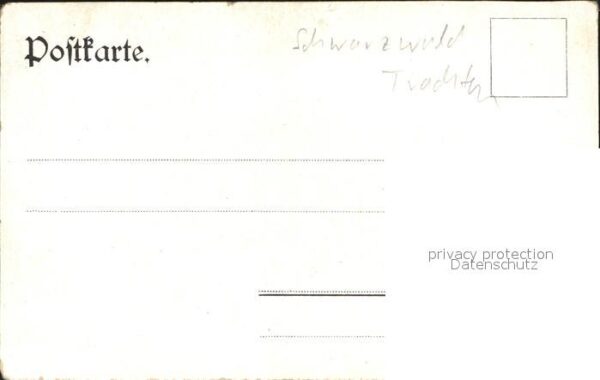 Postkarte.
Schwarzwald
Trachten
privacy protection
Datenschutz